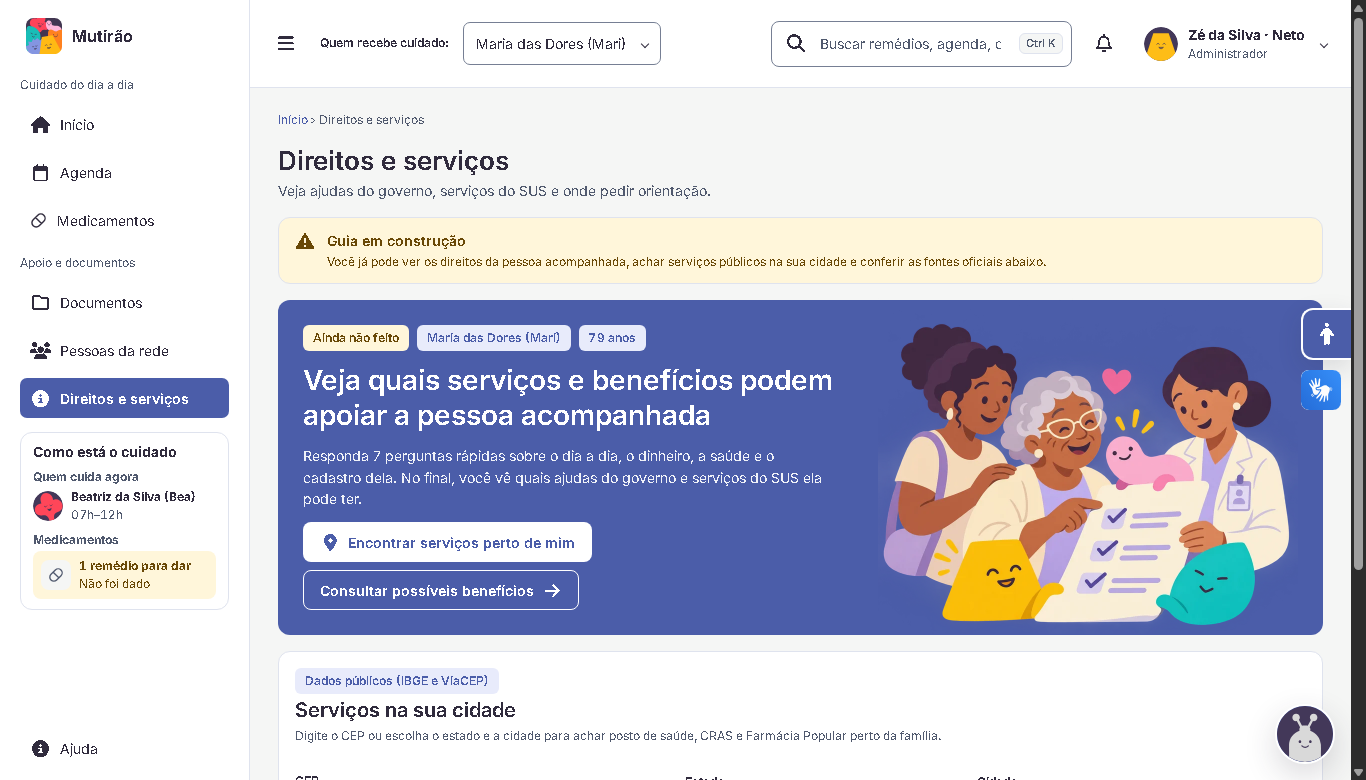 Mutirão
Cuidado do dia a dia
Início
Agenda
Medicamentos
Apoio e documentos
Documentos
Pessoas da rede
Direitos e serviços
Como está o cuidado
Quem cuida agora
Beatriz da Silva (Bea)
07h–12h
Medicamentos
1 remédio para dar
Não foi dado
Ajuda
Quem recebe cuidado:
Maria das Dores (Mari)
Buscar remédios, agenda, c
Ctrl K
Zé da Silva · Neto
Administrador
Início › Direitos e serviços
Direitos e serviços
Veja ajudas do governo, serviços do SUS e onde pedir orientação.
Guia em construção
Você já pode ver os direitos da pessoa acompanhada, achar serviços públicos na sua cidade e conferir as fontes oficiais abaixo.
Ainda não feito
Maria das Dores (Mari)
79 anos
Veja quais serviços e benefícios podem
apoiar a pessoa acompanhada
Responda 7 perguntas rápidas sobre o dia a dia, o dinheiro, a saúde e o
cadastro dela. No final, você vê quais ajudas do governo e serviços do SUS ela
pode ter.
Encontrar serviços perto de mim
Consultar possíveis benefícios
Dados públicos (IBGE e ViaCEP)
Serviços na sua cidade
Digite o CEP ou escolha o estado e a cidade para achar posto de saúde, CRAS e Farmácia Popular perto da família.
CEP
Estado
Cidade